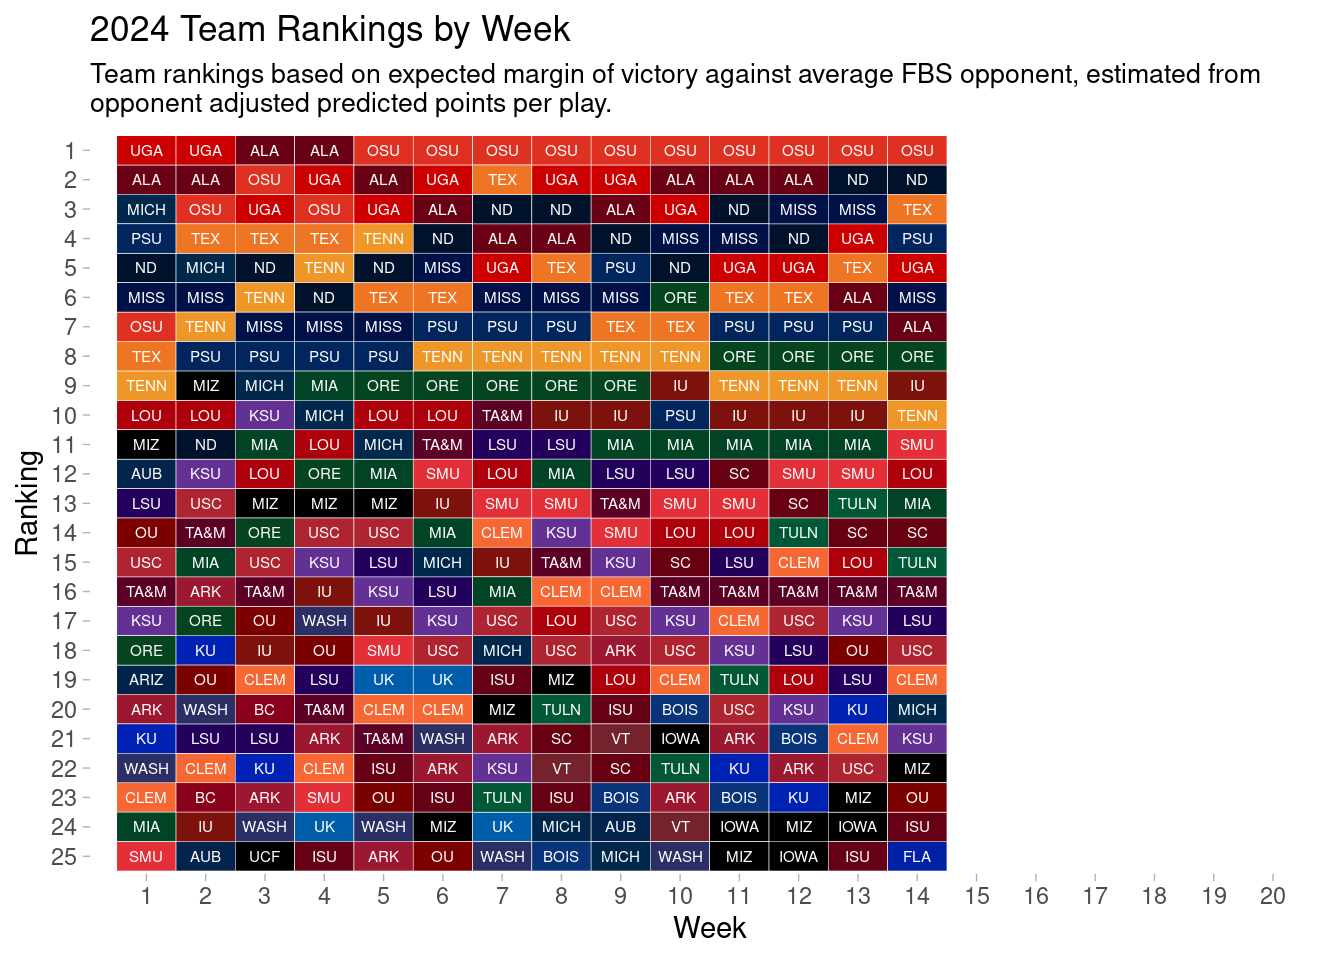 2024 Team Rankings by Week
Team rankings based on expected margin of victory against average FBS opponent, estimated from
opponent adjusted predicted points per play.
Ranking
1 UGA UGA ALA ALA OSU OSU OSU OSU OSU OSU OSU OSU OSU OSU
2 ALA ALA OSU UGA ALA UGA TEX UGA UGA ALA ALA ALA ND ND
3 MICH OSU UGA OSU UGA ALA ND ND ALA UGA ND MISS MISS TEX
4 PSU TEX TEX TEX TENN ND ALA ALA ND MISS MISS ND UGA PSU
5 ND MICH ND TENN ND MISS UGA TEX PSU ND UGA UGA TEX UGA
6 MISS MISS TENN ND TEX TEX MISS MISS MISS ORE TEX TEX ALA MISS
7 OSU TENN MISS MISS MISS PSU PSU PSU TEX TEX PSU PSU PSU ALA
8 TEX PSU PSU PSU PSU TENN TENN TENN TENN TENN ORE ORE ORE ORE
9 TENN MIZ MICH MIA ORE ORE ORE ORE ORE IU TENN TENN TENN IU
10 LOU LOU KSU MICH LOU LOU TA&M IU IU PSU IU IU IU TENN
11 MIZ ND MIA LOU MICH TA&M LSU LSU MIA MIA MIA MIA MIA SMU
12 AUB KSU LOU ORE MIA SMU LOU MIA LSU LSU SC SMU SMU LOU
13 LSU USC MIZ MIZ MIZ IU SMU SMU TA&M SMU SMU SC TULN MIA
14 OU TA&M ORE USC USC MIA CLEM KSU SMU LOU LOU TULN SC SC
15 USC MIA USC KSU LSU MICH IU TA&M KSU SC LSU CLEM LOU TULN
16 TA&M ARK TA&M IU KSU LSU MIA CLEM CLEM TA&M TA&M TA&M TA&M TA&M
17 KSU ORE OU WASH IU KSU USC LOU USC KSU CLEM USC KSU LSU
18 ORE KU IU OU SMU USC MICH USC ARK USC KSU LSU OU USC
19 ARIZ OU CLEM LSU UK UK ISU MIZ LOU CLEM TULN LOU LSU CLEM
20 ARK WASH BC TA&M CLEM CLEM MIZ TULN ISU BOIS USC KSU KU MICH
21 KU LSU LSU ARK TA&M WASH ARK SC VT IOWA ARK BOIS CLEM KSU
22 WASH CLEM KU CLEM ISU ARK KSU VT SC TULN KU ARK USC MIZ
23 CLEM BC ARK SMU OU ISU TULN ISU BOIS ARK BOIS KU MIZ OU
24 MIA IU WASH UK WASH MIZ UK MICH AUB VT IOWA MIZ IOWA ISU
25 SMU AUB UCF ISU ARK OU WASH BOIS MICH WASH MIZ IOWA ISU FLA
1 2 3 4 5 6 7 8 9 10 11 12 13 14 15 16 17 18 19 20
Week